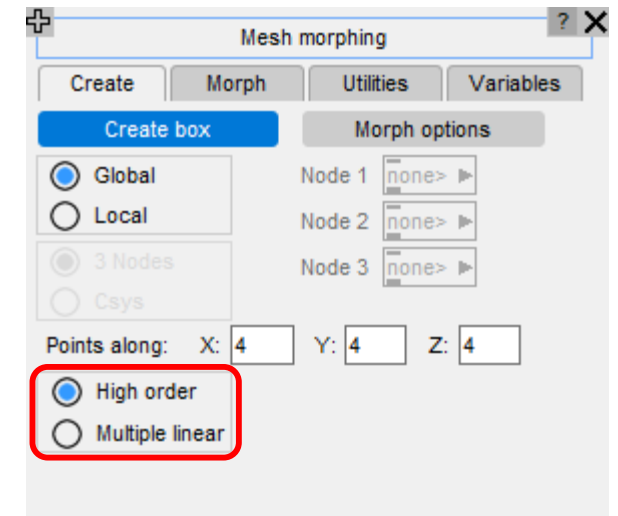 ?
Mesh morphing
Create Morph Utilities Variables
Create box Morph options
Global Node 1 none>
Local Node 2 none>
3 Nodes Node 3 none>
Csys
Points along: X: 4 Y: 4 Z: 4
High order
Multiple linear